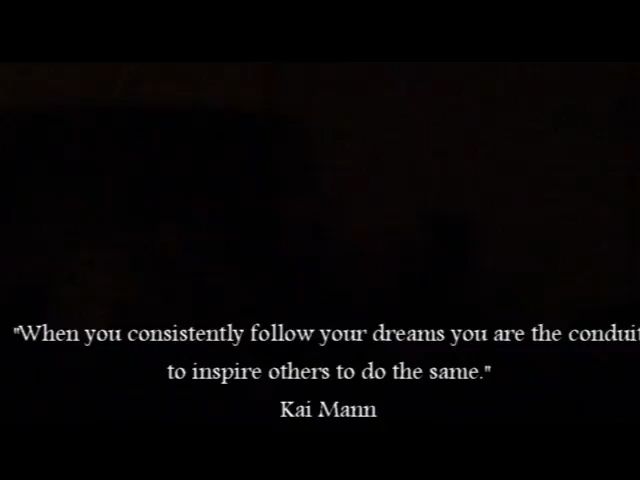 "When you consistently follow your dreams you are the conduit
to inspire others to do the same."
Kai Mann